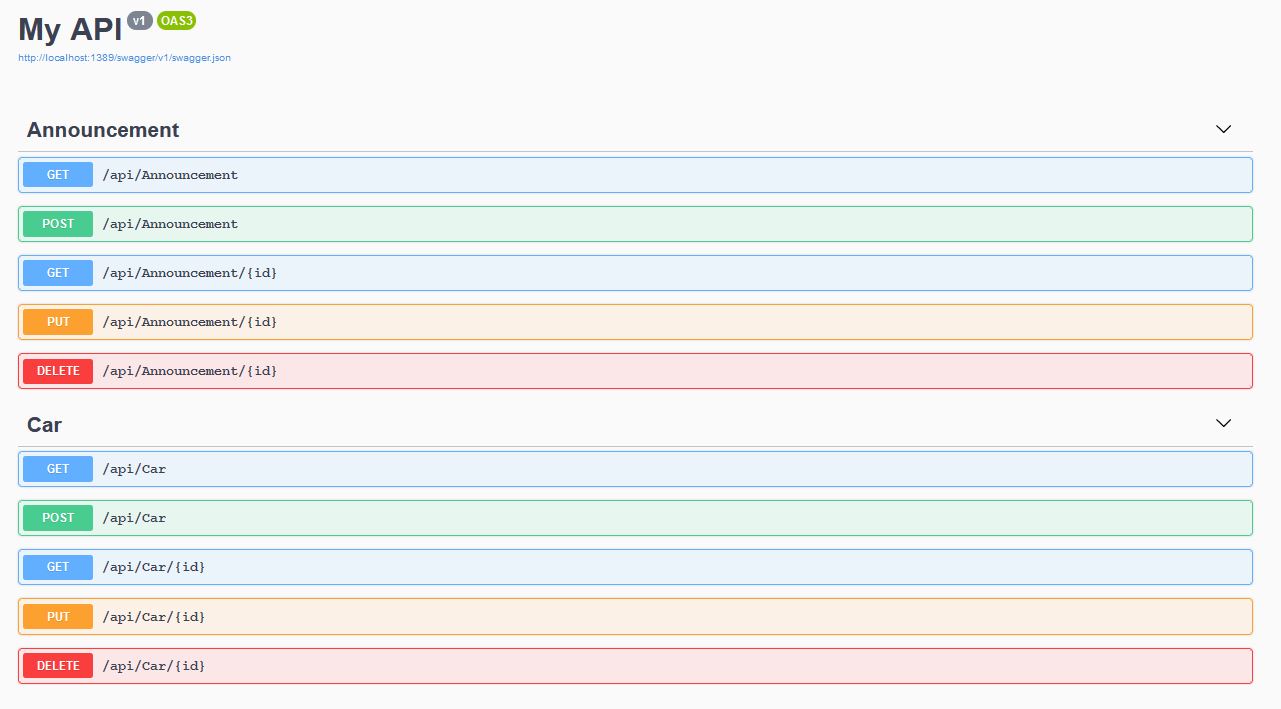 My API v1 OAS3
http://localhost:1389/swagger/v1/swagger.json
Announcement
GET /api/Announcement
POST /api/Announcement
GET /api/Announcement/{id}
PUT /api/Announcement/{id}
DELETE /api/Announcement/{id}
Car
GET /api/Car
POST /api/Car
GET /api/Car/{id}
PUT /api/Car/{id}
DELETE /api/Car/{id}